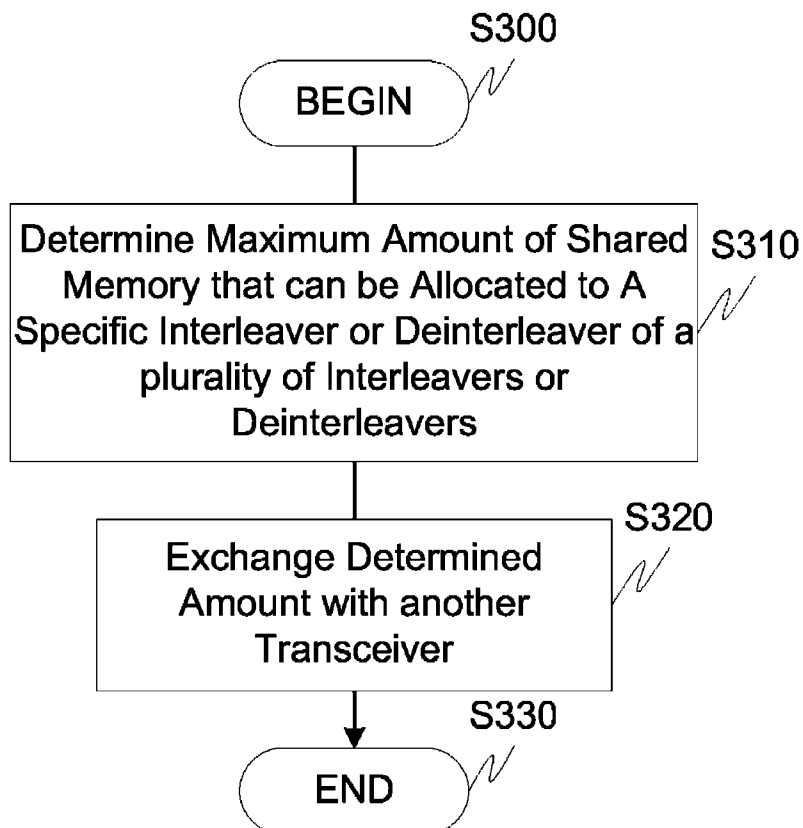 S300
BEGIN
Determine Maximum Amount of Shared
Memory that can be Allocated to A
Specific Interleaver or Deinterleaver of a
plurality of Interleavers or
Deinterleavers
S310
Exchange Determined
Amount with another
Transceiver
S320
S330
END